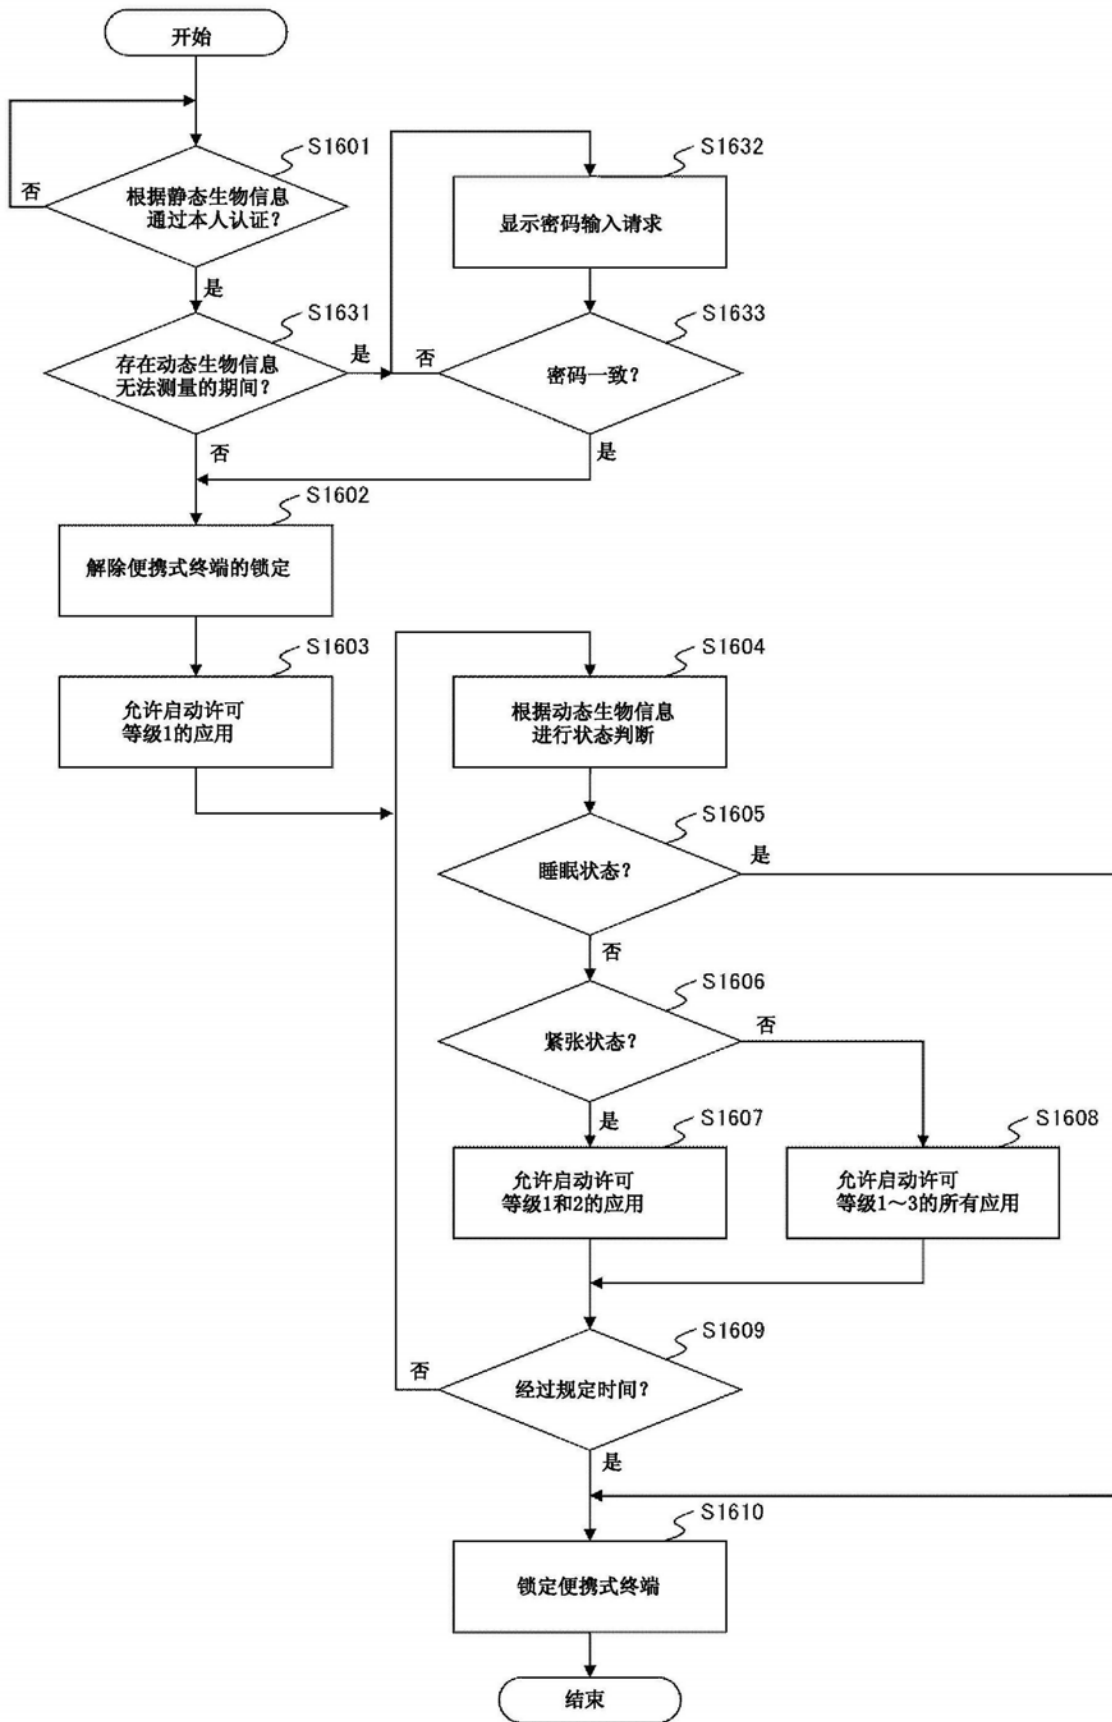 开始
S1601
根据静态生物信息
通过本人认证？
否
是
S1632
显示密码输入请求
S1631
存在动态生物信息
无法测量的期间？
是
否
S1633
密码一致？
否
是
S1602
解除便携式终端的锁定
S1603
允许启动许可
等级1的应用
S1604
根据动态生物信息
进行状态判断
S1605
睡眠状态？
是
否
S1606
紧张状态？
否
是
S1607
允许启动许可
等级1和2的应用
S1608
允许启动许可
等级1～3的所有应用
S1609
经过规定时间？
否
是
S1610
锁定便携式终端
结束